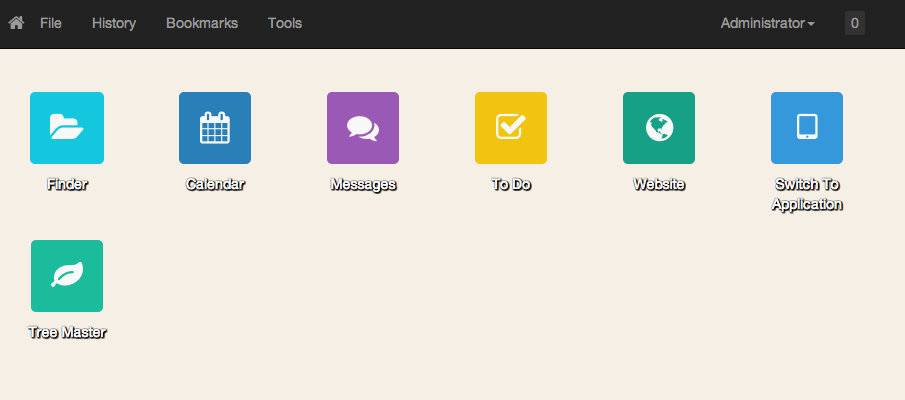 File History Bookmarks Tools Administrator 0
Finder Calendar Messages To Do Website Switch To
Application
Tree Master